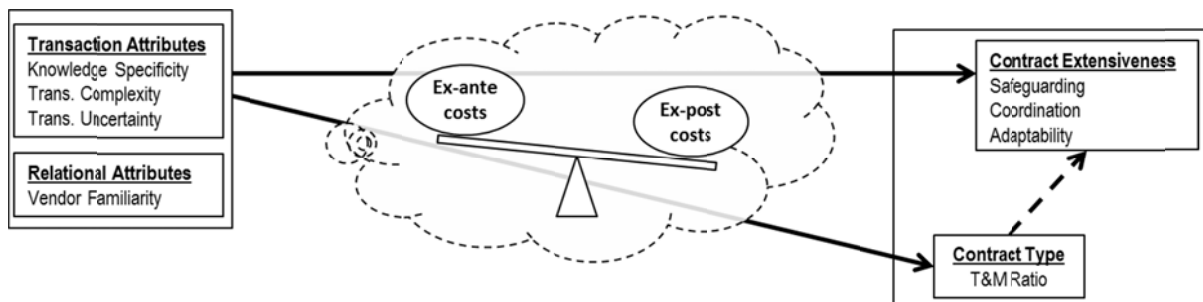 Transaction Attributes
Knowledge Specificity
Trans. Complexity
Trans. Uncertainty
Relational Attributes
Vendor Familiarity
Ex-ante
costs
Ex-post
costs
Contract Extensiveness
Safeguarding
Coordination
Adaptability
Contract Type
T&M Ratio